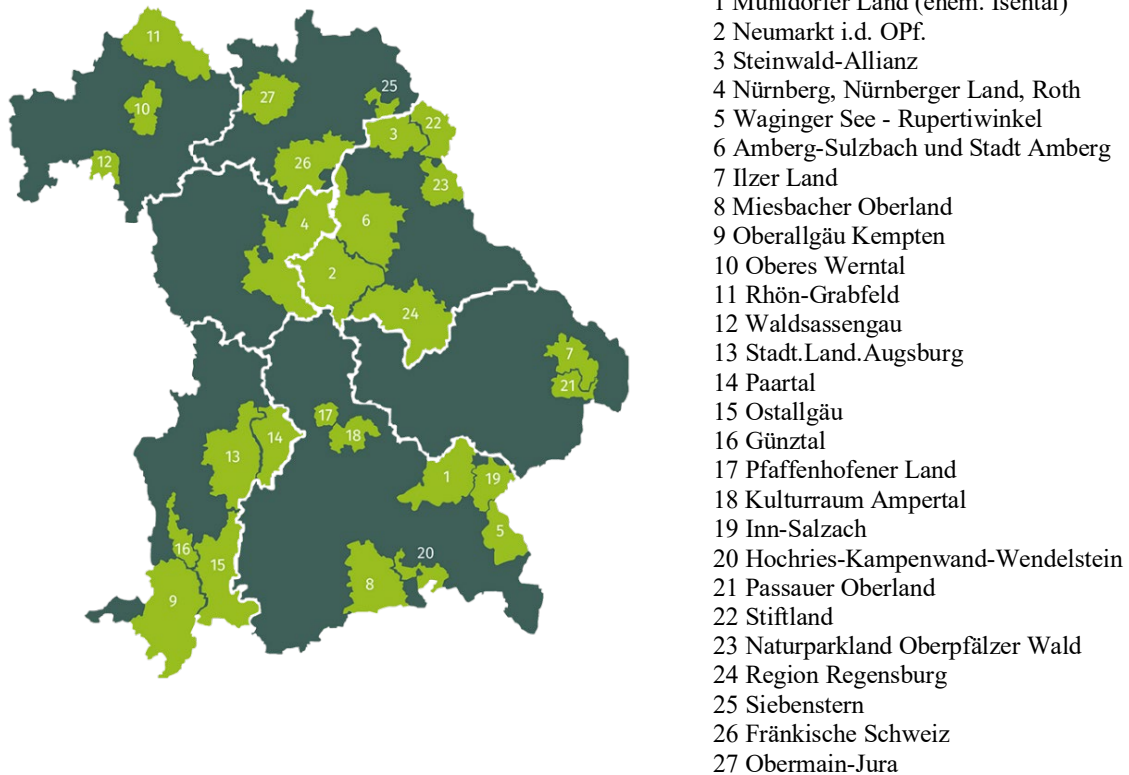 11
10
12
27
25
3
22
26
23
4
6
2
24
7
21
17
18
14
13
1
19
5
16
15
20
8
9
1 Mühldorfer Land (ehem. Isental)
2 Neumarkt i.d. OPf.
3 Steinwald-Allianz
4 Nürnberg, Nürnberger Land, Roth
5 Waginger See - Rupertiwinkel
6 Amberg-Sulzbach und Stadt Amberg
7 Ilzer Land
8 Miesbacher Oberland
9 Oberallgäu Kempten
10 Oberes Werntal
11 Rhön-Grabfeld
12 Waldsassengau
13 Stadt.Land.Augsburg
14 Paartal
15 Ostallgäu
16 Günztal
17 Pfaffenhofener Land
18 Kulturraum Ampertal
19 Inn-Salzach
20 Hochries-Kampenwand-Wendelstein
21 Passauer Oberland
22 Stiftland
23 Naturparkland Oberpfälzer Wald
24 Region Regensburg
25 Siebenstern
26 Fränkische Schweiz
27 Obermain-Jura